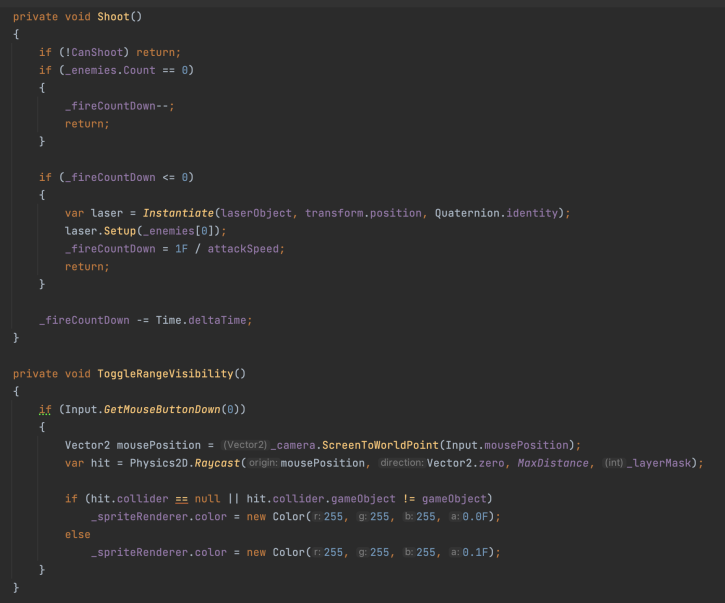 private void Shoot()
{
    if (!CanShoot) return;
    if (_enemies.Count == 0)
    {
        _fireCountDown--;
        return;
    }

    if (_fireCountDown <= 0)
    {
        var laser = Instantiate(laserObject, transform.position, Quaternion.identity);
        laser.Setup(_enemies[0]);
        _fireCountDown = 1F / attackSpeed;
        return;
    }

    _fireCountDown -= Time.deltaTime;
}

private void ToggleRangeVisibility()
{
    if (Input.GetMouseButtonDown(0))
    {
        Vector2 mousePosition = (Vector2)_camera.ScreenToWorldPoint(Input.mousePosition);
        var hit = Physics2D.Raycast(origin: mousePosition, direction: Vector2.zero, MaxDistance, (int)_layerMask);

        if (hit.collider == null || hit.collider.gameObject != gameObject)
            _spriteRenderer.color = new Color(r: 255, g: 255, b: 255, a: 0.0F);
        else
            _spriteRenderer.color = new Color(r: 255, g: 255, b: 255, a: 0.1F);
    }
}